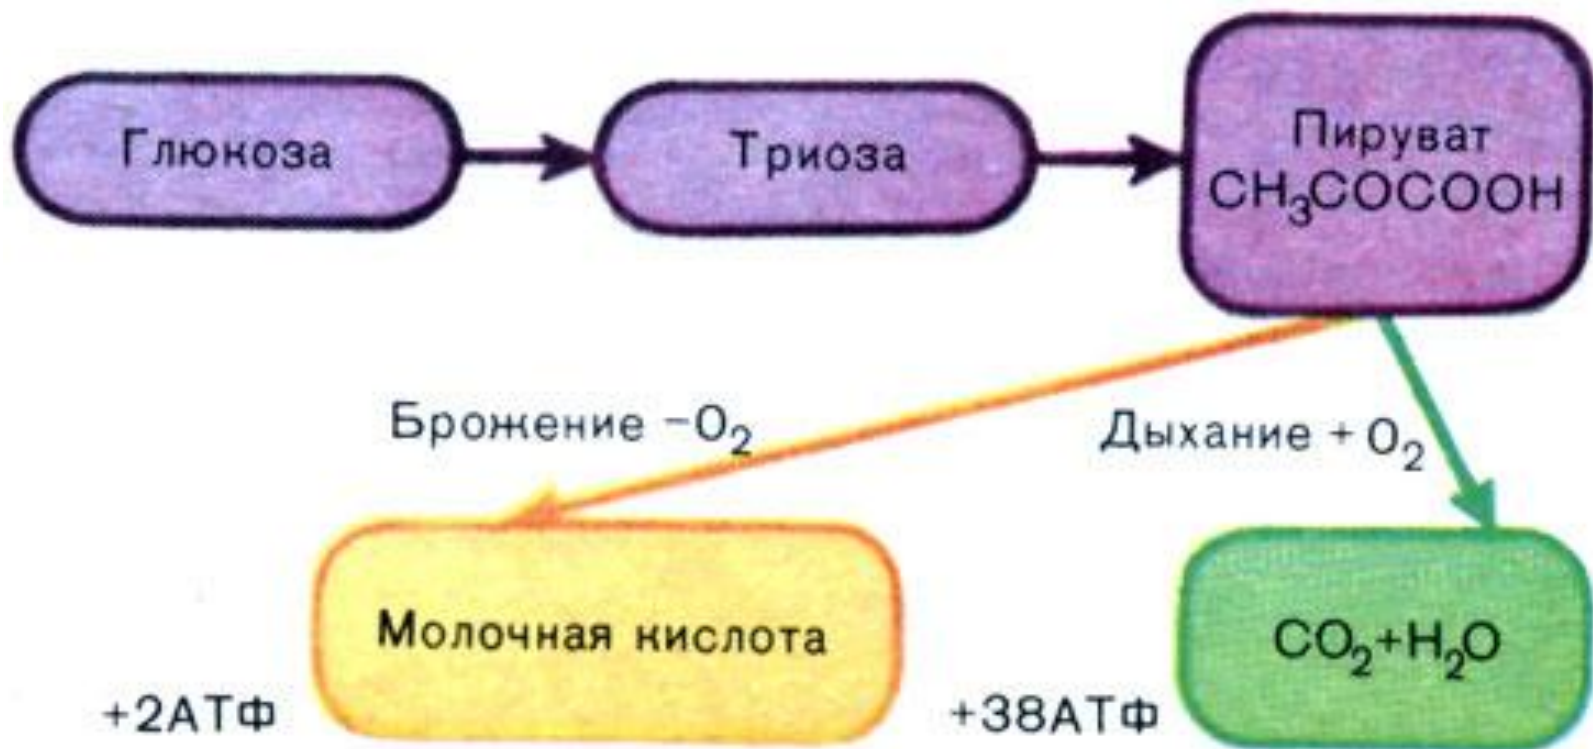 Глюкоза
Триоза
Пируват
CH₃COCOOH
Брожение −O₂
Дыхание + O₂
Молочная кислота
CO₂+H₂O
+2АТФ
+38АТФ